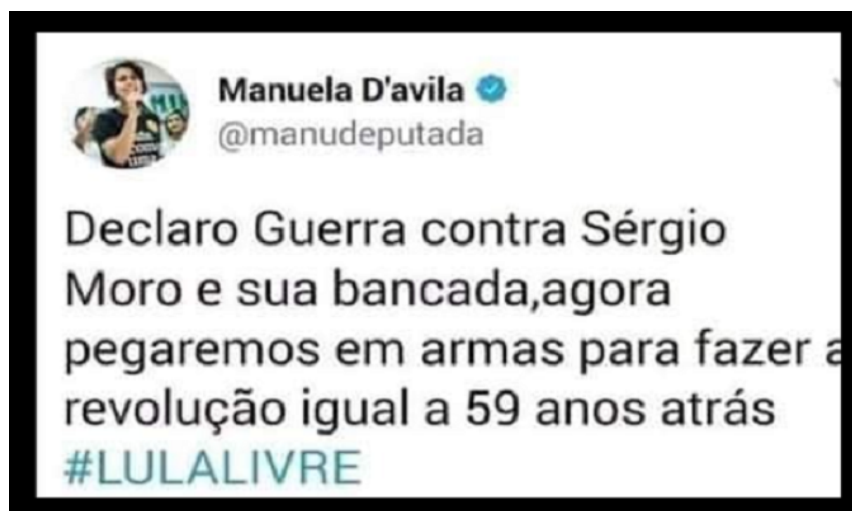 Manuela D'avila
@manudeputada
Declaro Guerra contra Sérgio
Moro e sua bancada,agora
pegaremos em armas para fazer a
revolução igual a 59 anos atrás
#LULALIVRE